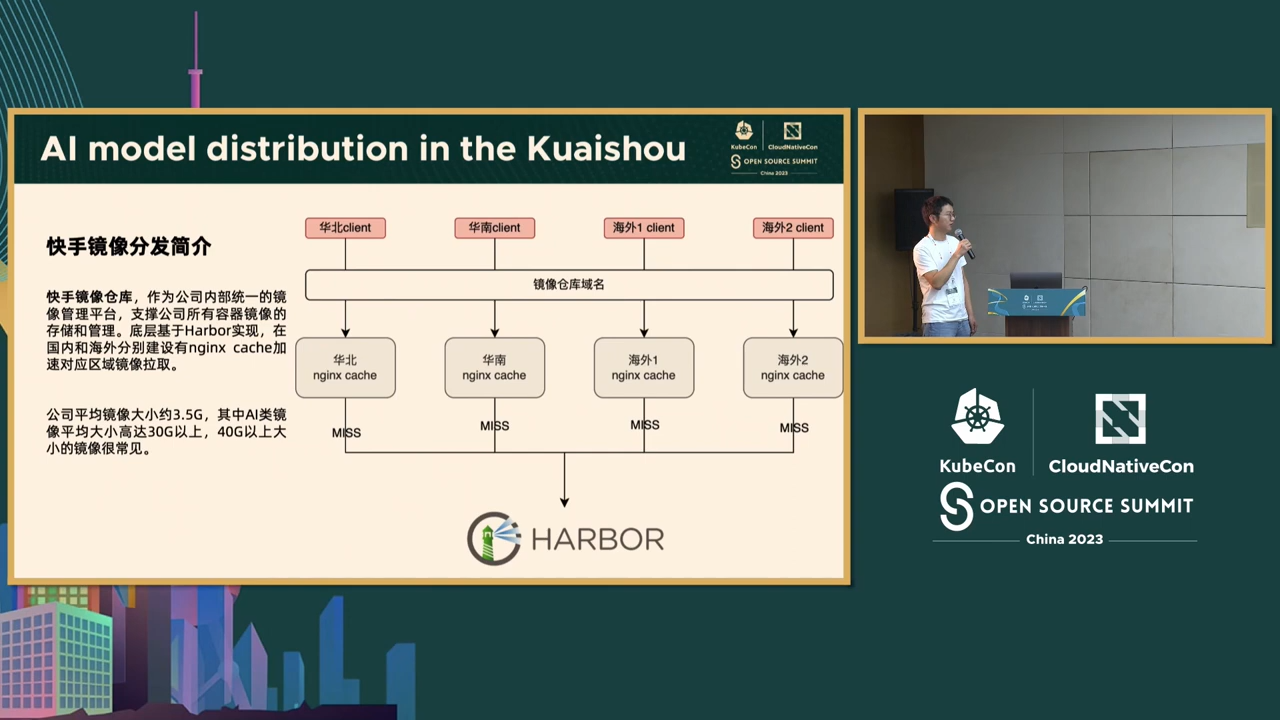 AI model distribution in the Kuaishou
KubeCon
CloudNativeCon
OPEN SOURCE SUMMIT
China 2023
快手镜像分发简介
快手镜像仓库，作为公司内部统一的镜
像管理平台，支撑公司所有容器镜像的
存储和管理。底层基于Harbor实现，在
国内和海外分别建设有nginx cache加
速对应区域镜像拉取。
公司平均镜像大小约3.5G，其中AI类镜
像平均大小高达30G以上，40G以上大
小的镜像很常见。
华北client
华南client
海外1 client
海外2 client
镜像仓库域名
华北
nginx cache
华南
nginx cache
海外1
nginx cache
海外2
nginx cache
MISS
MISS
MISS
MISS
HARBOR
KubeCon
CloudNativeCon
OPEN SOURCE SUMMIT
China 2023